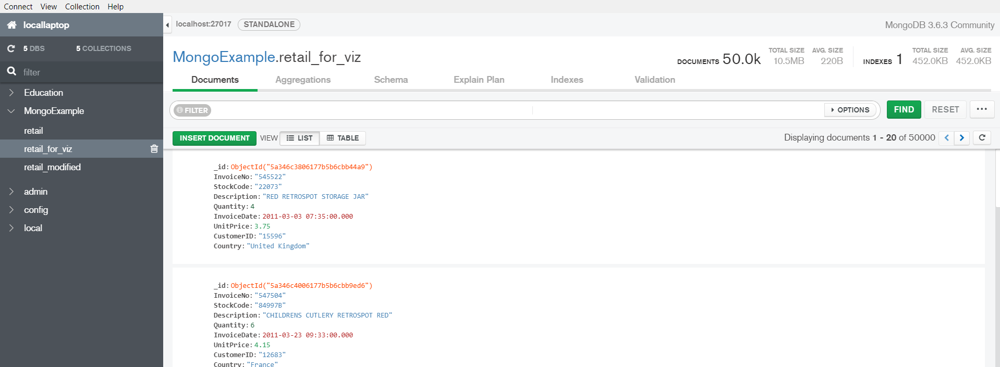 Connect View Collection Help
locallaptop
5 DBS 5 COLLECTIONS
filter
Education
MongoExample
retail
retail_for_viz
retail_modified
admin
config
local
localhost:27017 STANDALONE MongoDB 3.6.3 Community
MongoExample.retail_for_viz
DOCUMENTS 50.0k TOTAL SIZE 10.5MB AVG. SIZE 220B INDEXES 1 TOTAL SIZE 452.0KB AVG. SIZE 452.0KB
Documents Aggregations Schema Explain Plan Indexes Validation
FILTER OPTIONS FIND RESET ...
INSERT DOCUMENT VIEW LIST TABLE Displaying documents 1 - 20 of 50000
_id: ObjectId("5a346c3806177b5b6cbb44a9")
InvoiceNo: "545522"
StockCode: "22073"
Description: "RED RETROSPOT STORAGE JAR"
Quantity: 4
InvoiceDate: 2011-03-03 07:35:00.000
UnitPrice: 3.75
CustomerID: "15596"
Country: "United Kingdom"
_id: ObjectId("5a346c4006177b5b6cbb9ed6")
InvoiceNo: "547504"
StockCode: "84997B"
Description: "CHILDRENS CUTLERY RETROSPOT RED"
Quantity: 6
InvoiceDate: 2011-03-23 09:33:00.000
UnitPrice: 4.15
CustomerID: "12683"
Country: "France"